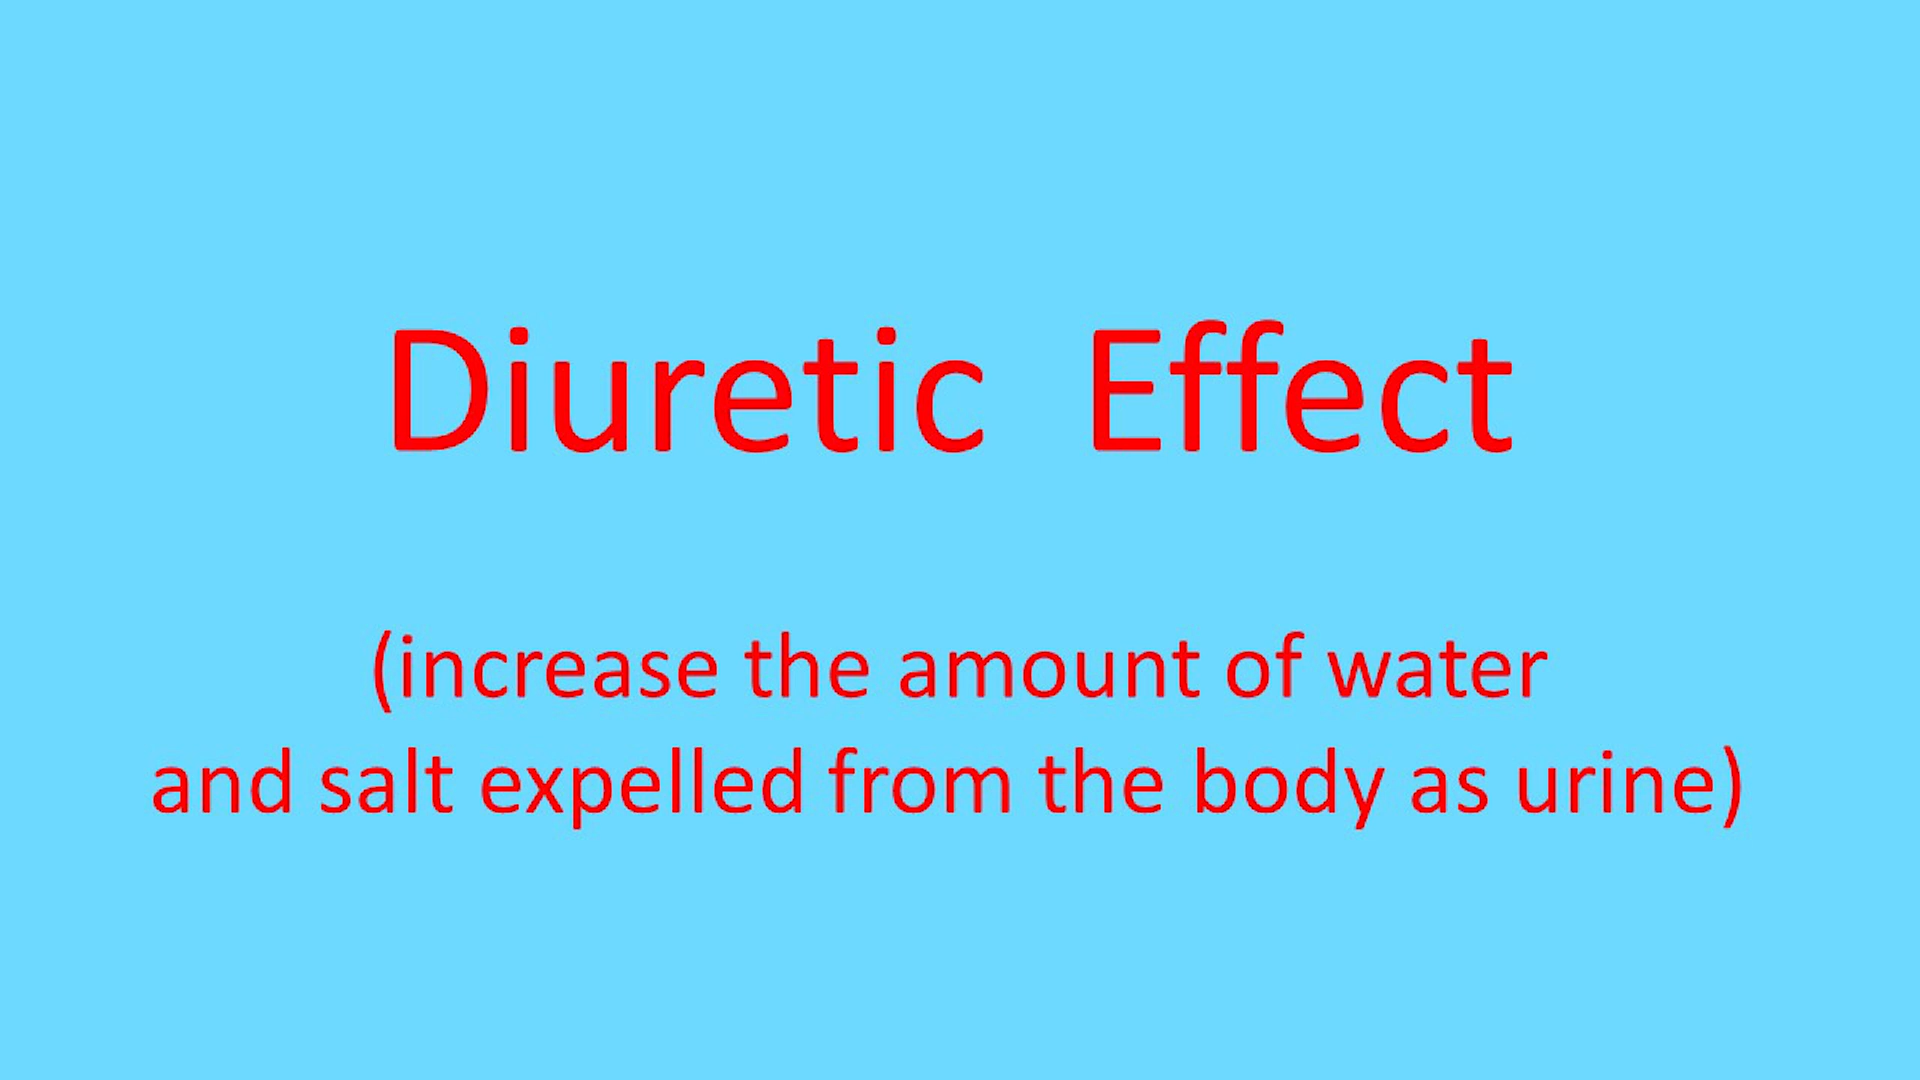 Diuretic Effect
(increase the amount of water
and salt expelled from the body as urine)